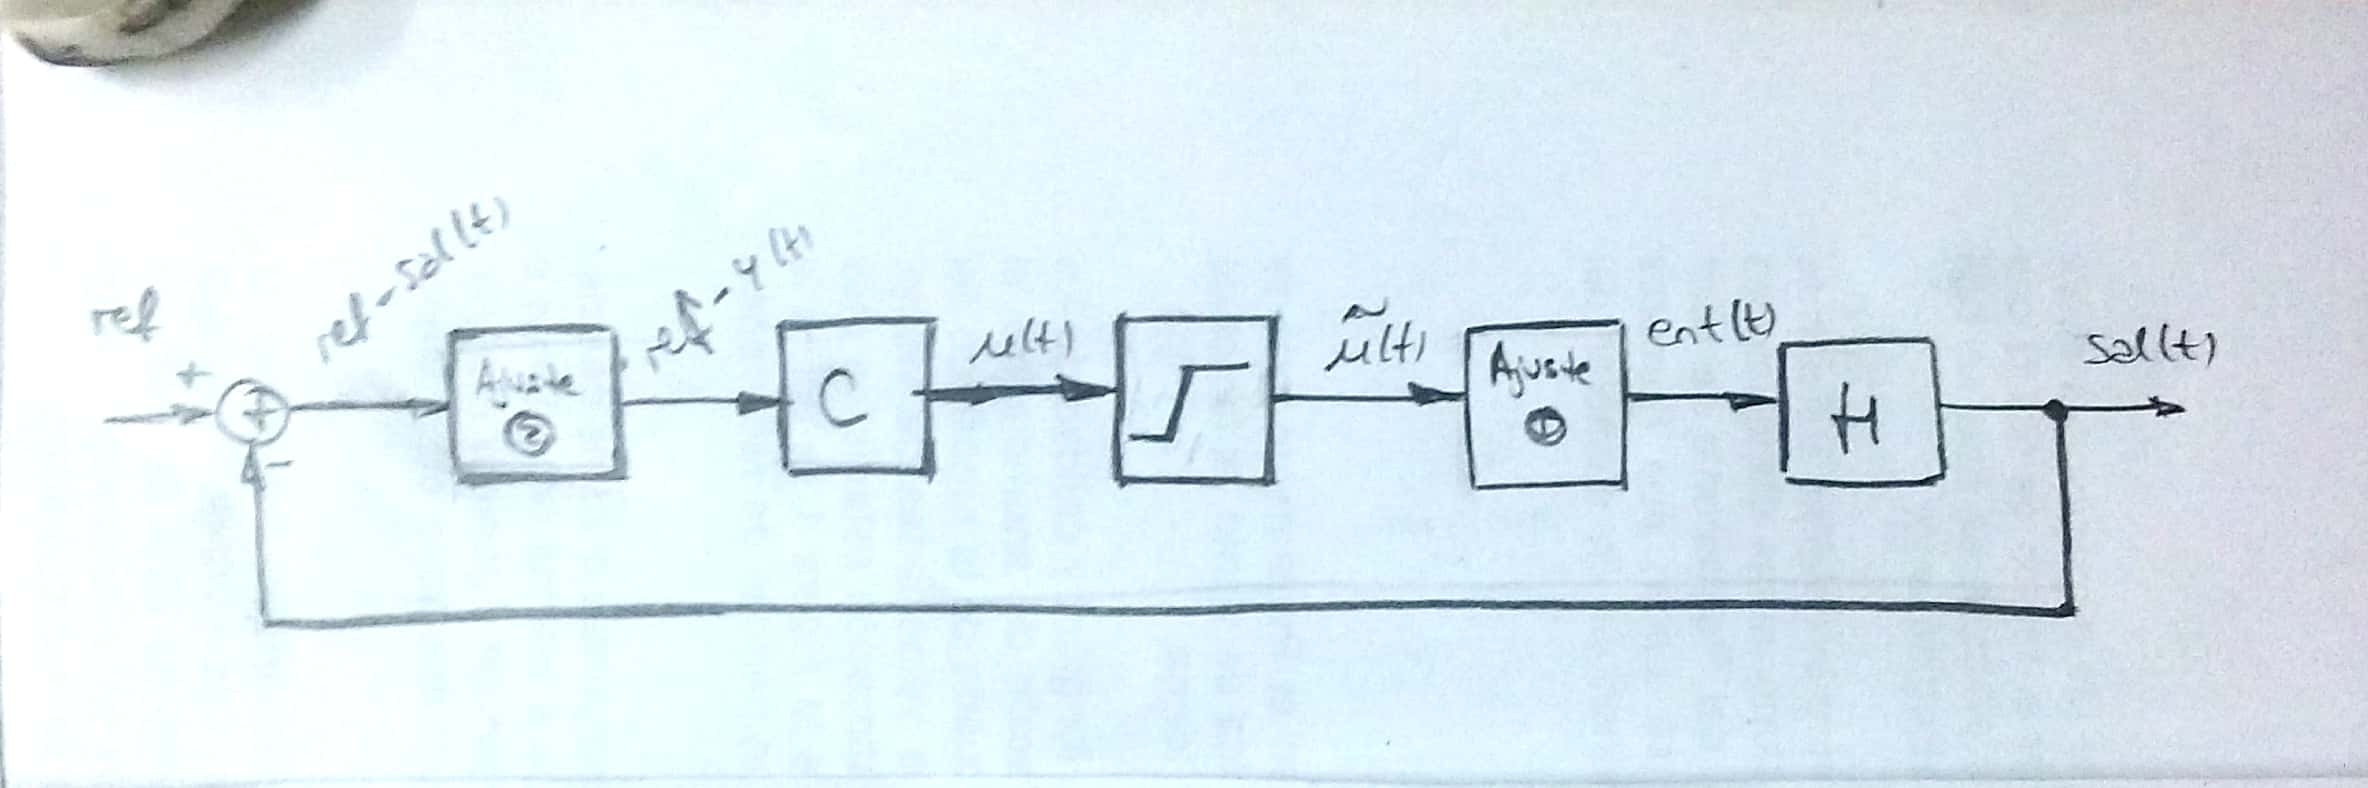 ref
+
-
ref-sal(t)
Ajuste
②
ref-y(t)
C
u(t)
ũ(t)
Ajuste
①
ent(t)
H
sal(t)